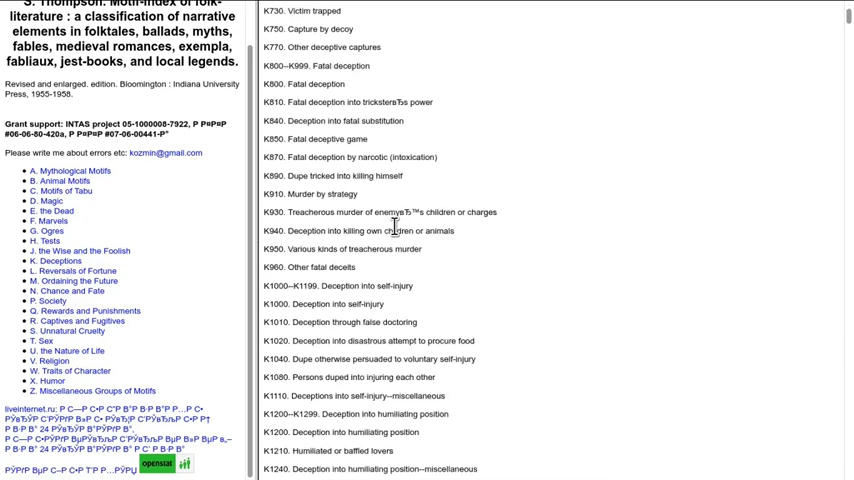 S. Thompson. Motif-index of folk-
literature : a classification of narrative
elements in folktales, ballads, myths,
fables, medieval romances, exempla,
fabliaux, jest-books, and local legends.
Revised and enlarged. edition. Bloomington : Indiana University
Press, 1955-1958.
Grant support: INTAS project 05-1000008-7922, Р Р¤Р¤Р
#06-06-80-420a, Р Р¤Р¤Р #07-06-00441-Р°
Please write me about errors etc: kozmin@gmail.com
A. Mythological Motifs
B. Animal Motifs
C. Motifs of Tabu
D. Magic
E. the Dead
F. Marvels
G. Ogres
H. Tests
J. the Wise and the Foolish
K. Deceptions
L. Reversals of Fortune
M. Ordaining the Future
N. Chance and Fate
P. Society
Q. Rewards and Punishments
R. Captives and Fugitives
S. Unnatural Cruelty
T. Sex
U. the Nature of Life
V. Religion
W. Traits of Character
X. Humor
Z. Miscellaneous Groups of Motifs
liveinternet.ru:
openstat
K730. Victim trapped
K750. Capture by decoy
K770. Other deceptive captures
K800--K999. Fatal deception
K800. Fatal deception
K810. Fatal deception into tricksterвЂs power
K840. Deception into fatal substitution
K850. Fatal deceptive game
K870. Fatal deception by narcotic (intoxication)
K890. Dupe tricked into killing himself
K910. Murder by strategy
K930. Treacherous murder of enemyвЂ™s children or charges
K940. Deception into killing own children or animals
K950. Various kinds of treacherous murder
K960. Other fatal deceits
K1000--K1199. Deception into self-injury
K1000. Deception into self-injury
K1010. Deception through false doctoring
K1020. Deception into disastrous attempt to procure food
K1040. Dupe otherwise persuaded to voluntary self-injury
K1080. Persons duped into injuring each other
K1110. Deceptions into self-injury--miscellaneous
K1200--K1299. Deception into humiliating position
K1200. Deception into humiliating position
K1210. Humiliated or baffled lovers
K1240. Deception into humiliating position--miscellaneous